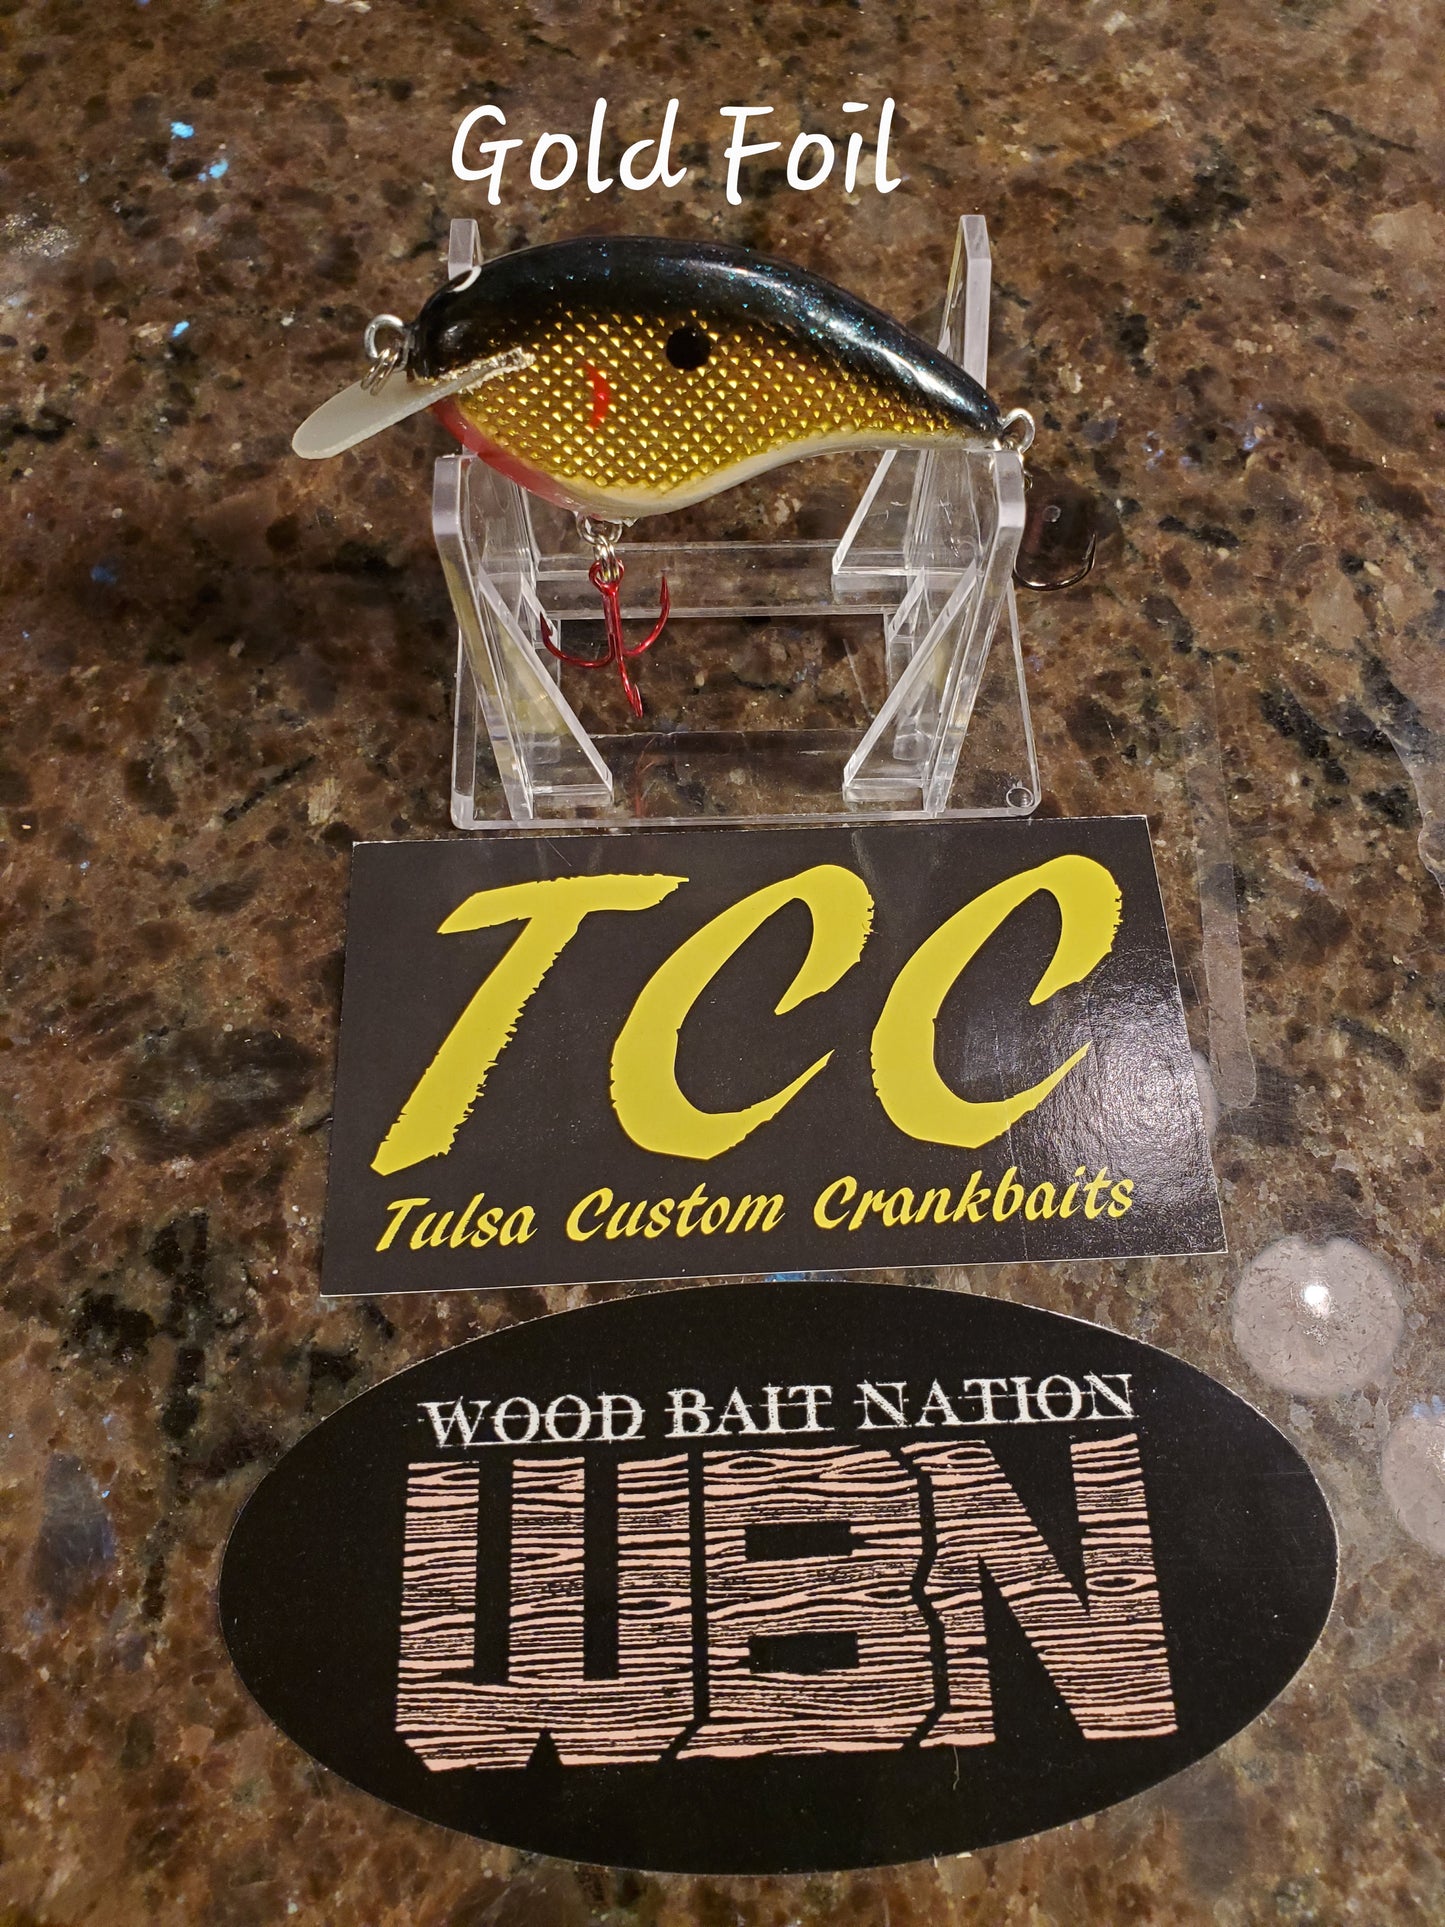 Gold Foil
TCC
Tulsa Custom Crankbaits
WOOD BAIT NATION
WBN